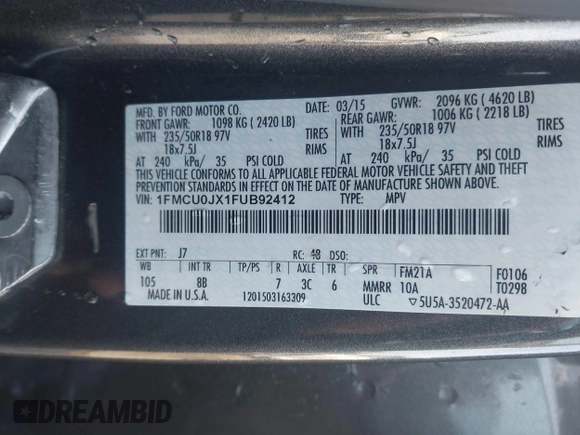 MFD. BY FORD MOTOR CO.
DATE: 03/15 GVWR: 2096 KG ( 4620 LB)
FRONT GAWR: 1098 KG ( 2420 LB) REAR GAWR: 1006 KG ( 2218 LB)
WITH 235/50R18 97V TIRES WITH 235/50R18 97V TIRES
18x7.5J RIMS 18x7.5J RIMS
AT 240 kPa/ 35 PSI COLD AT 240 kPa/ 35 PSI COLD
THIS VEHICLE CONFORMS TO ALL APPLICABLE FEDERAL MOTOR VEHICLE SAFETY AND THEFT
PREVENTION STANDARDS IN EFFECT ON THE DATE OF MANUFACTURE SHOWN ABOVE.
VIN: 1FMCU0JX1FUB92412 TYPE: MPV
EXT PNT: J7 RC: 48 DSO:
WB INT TR TP/PS R AXLE TR SPR FM21A F0106
105 8B 7 3C 6 MMRR 10A T0298
MADE IN U.S.A. 1201503163309 ULC ▽5U5A-3520472-AA
DREAMBID